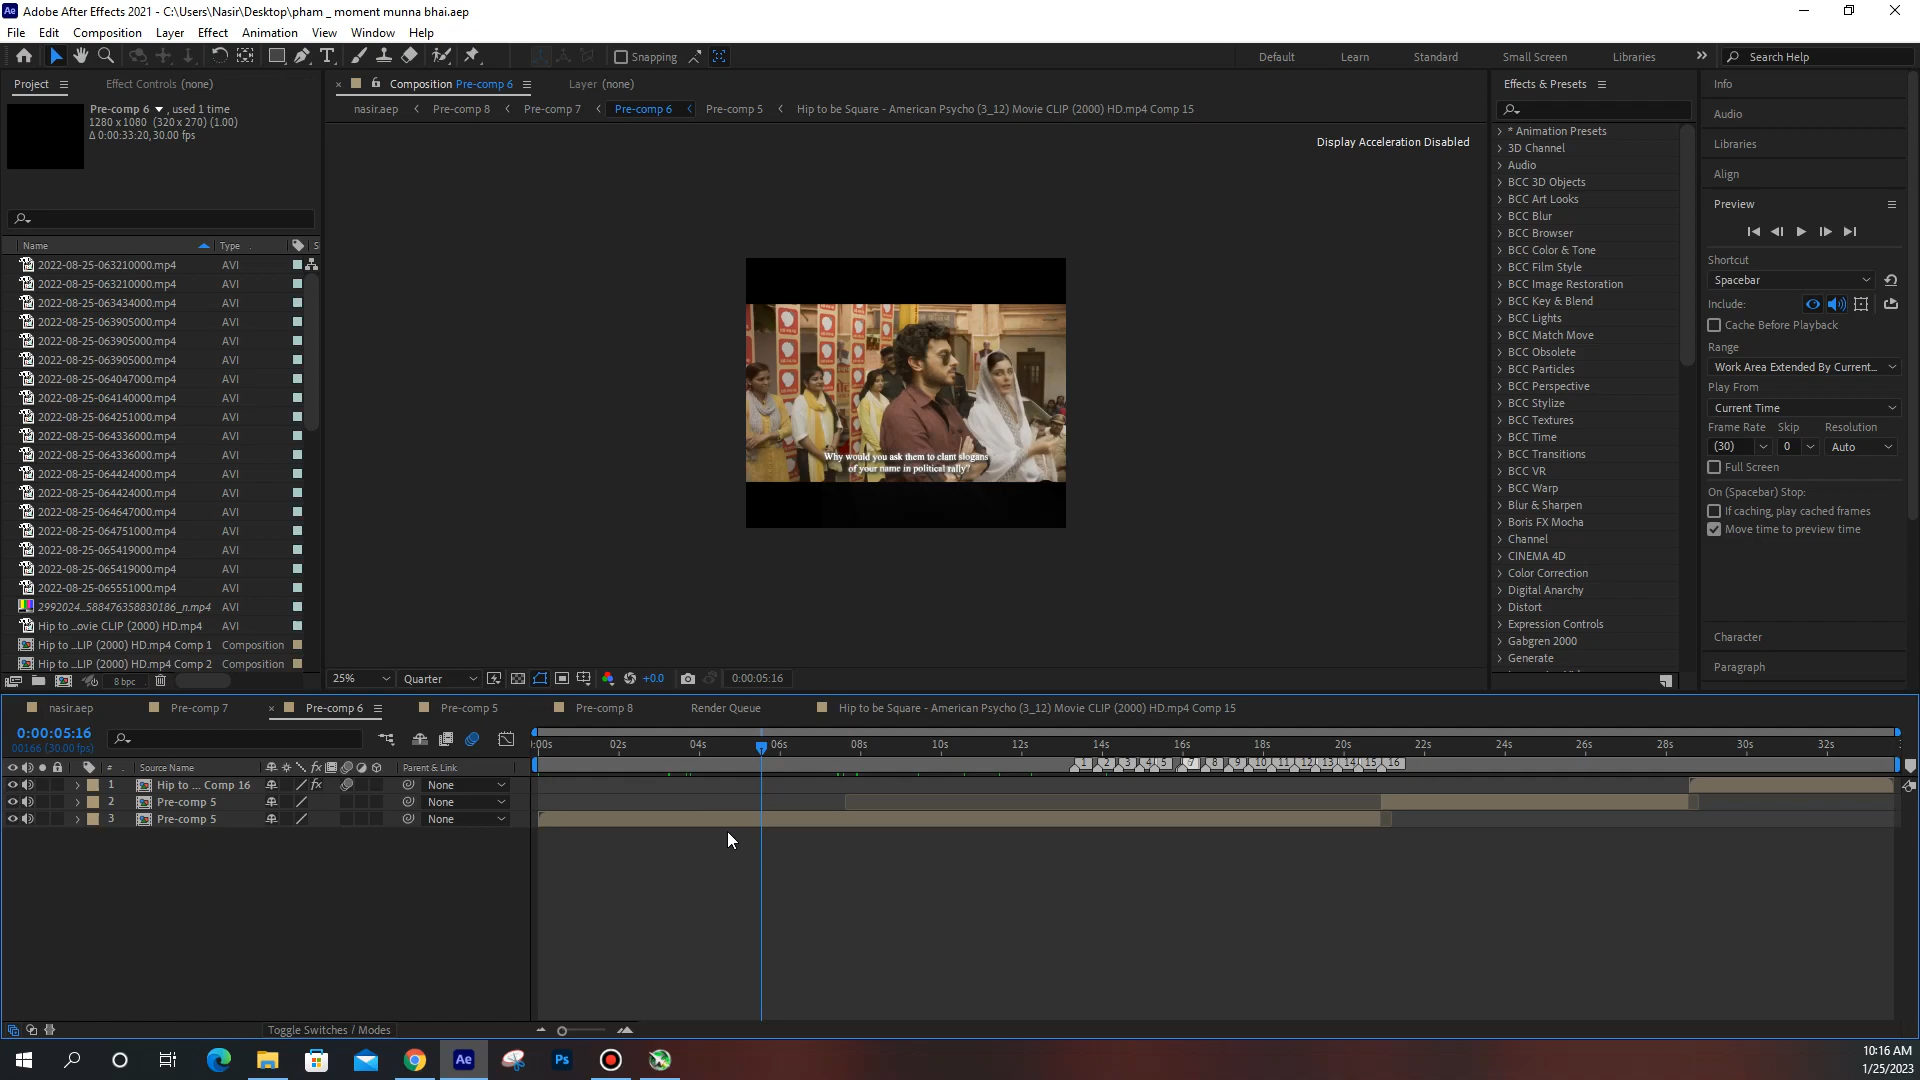 Adobe After Effects 2021 - C:\Users\Nasir\Desktop\pham _ moment munna bhai.aep
File Edit Composition Layer Effect Animation View Window Help
Snapping
Default Learn Standard Small Screen Libraries Search Help
Project Effect Controls (none)
Pre-comp 6 , used 1 time
1280 x 1080 (320 x 270) (1.00)
Δ 0:00:33:20, 30.00 fps
Name Type S
2022-08-25-063210000.mp4 AVI
2022-08-25-063210000.mp4 AVI
2022-08-25-063434000.mp4 AVI
2022-08-25-063905000.mp4 AVI
2022-08-25-063905000.mp4 AVI
2022-08-25-063905000.mp4 AVI
2022-08-25-064047000.mp4 AVI
2022-08-25-064140000.mp4 AVI
2022-08-25-064251000.mp4 AVI
2022-08-25-064336000.mp4 AVI
2022-08-25-064336000.mp4 AVI
2022-08-25-064424000.mp4 AVI
2022-08-25-064424000.mp4 AVI
2022-08-25-064647000.mp4 AVI
2022-08-25-064751000.mp4 AVI
2022-08-25-065419000.mp4 AVI
2022-08-25-065419000.mp4 AVI
2022-08-25-065551000.mp4 AVI
2992024...588476358830186_n.mp4 AVI
Hip to ...ovie CLIP (2000) HD.mp4 AVI
Hip to ...LIP (2000) HD.mp4 Comp 1 Composition
Hip to ...LIP (2000) HD.mp4 Comp 2 Composition
8 bpc
Composition Pre-comp 6 Layer (none)
nasir.aep Pre-comp 8 Pre-comp 7 Pre-comp 6 Pre-comp 5 Hip to be Square - American Psycho (3_12) Movie CLIP (2000) HD.mp4 Comp 15
Display Acceleration Disabled
Why would you ask them to clant slogans
of your name in political rally?
25% Quarter +0.0 0:00:05:16
Effects & Presets
* Animation Presets
3D Channel
Audio
BCC 3D Objects
BCC Art Looks
BCC Blur
BCC Browser
BCC Color & Tone
BCC Film Style
BCC Image Restoration
BCC Key & Blend
BCC Lights
BCC Match Move
BCC Obsolete
BCC Particles
BCC Perspective
BCC Stylize
BCC Textures
BCC Time
BCC Transitions
BCC VR
BCC Warp
Blur & Sharpen
Boris FX Mocha
Channel
CINEMA 4D
Color Correction
Digital Anarchy
Distort
Expression Controls
Gabgren 2000
Generate
Info
Audio
Libraries
Align
Preview
Shortcut
Spacebar
Include:
Cache Before Playback
Range
Work Area Extended By Current...
Play From
Current Time
Frame Rate Skip Resolution
(30) 0 Auto
Full Screen
On (Spacebar) Stop:
If caching, play cached frames
Move time to preview time
Character
Paragraph
nasir.aep Pre-comp 7 Pre-comp 6 Pre-comp 5 Pre-comp 8 Render Queue Hip to be Square - American Psycho (3_12) Movie CLIP (2000) HD.mp4 Comp 15
0:00:05:16
00166 (30.00 fps)
:00s 02s 04s 06s 08s 10s 12s 14s 16s 18s 20s 22s 24s 26s 28s 30s 32s
# Source Name fx Parent & Link
1 2 3 4 5 7 8 9 10 11 12 13 14 15 16
1 Hip to ... Comp 16 fx None
2 Pre-comp 5 None
3 Pre-comp 5 None
Toggle Switches / Modes
Ae Ps
10:16 AM
1/25/2023